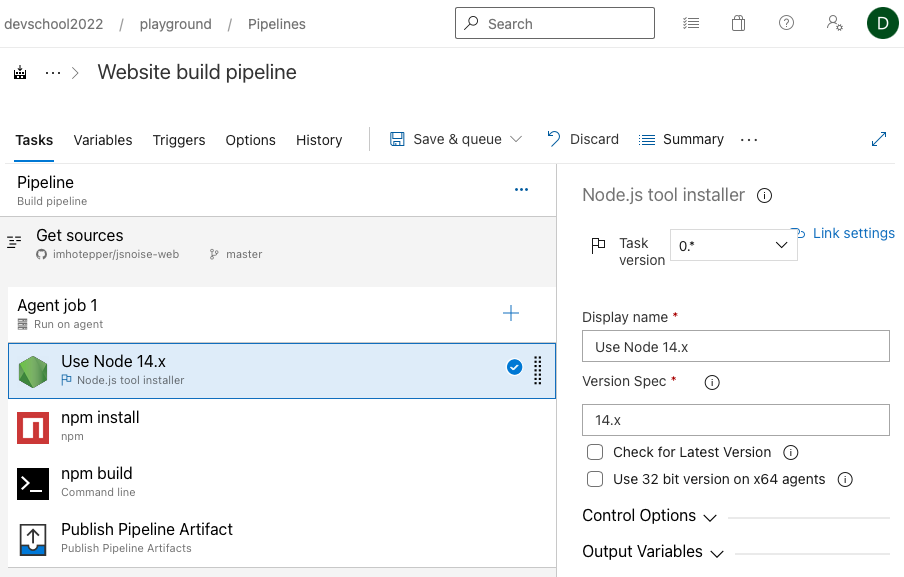 devschool2022 / playground / Pipelines
Search
D
Website build pipeline
Tasks Variables Triggers Options History
Save & queue Discard Summary
Pipeline
Build pipeline
Get sources
imhotepper/jsnoise-web master
Agent job 1
Run on agent
Use Node 14.x
Node.js tool installer
npm install
npm
npm build
Command line
Publish Pipeline Artifact
Publish Pipeline Artifacts
Node.js tool installer
Task version
0.*
Link settings
Display name *
Use Node 14.x
Version Spec *
14.x
Check for Latest Version
Use 32 bit version on x64 agents
Control Options
Output Variables